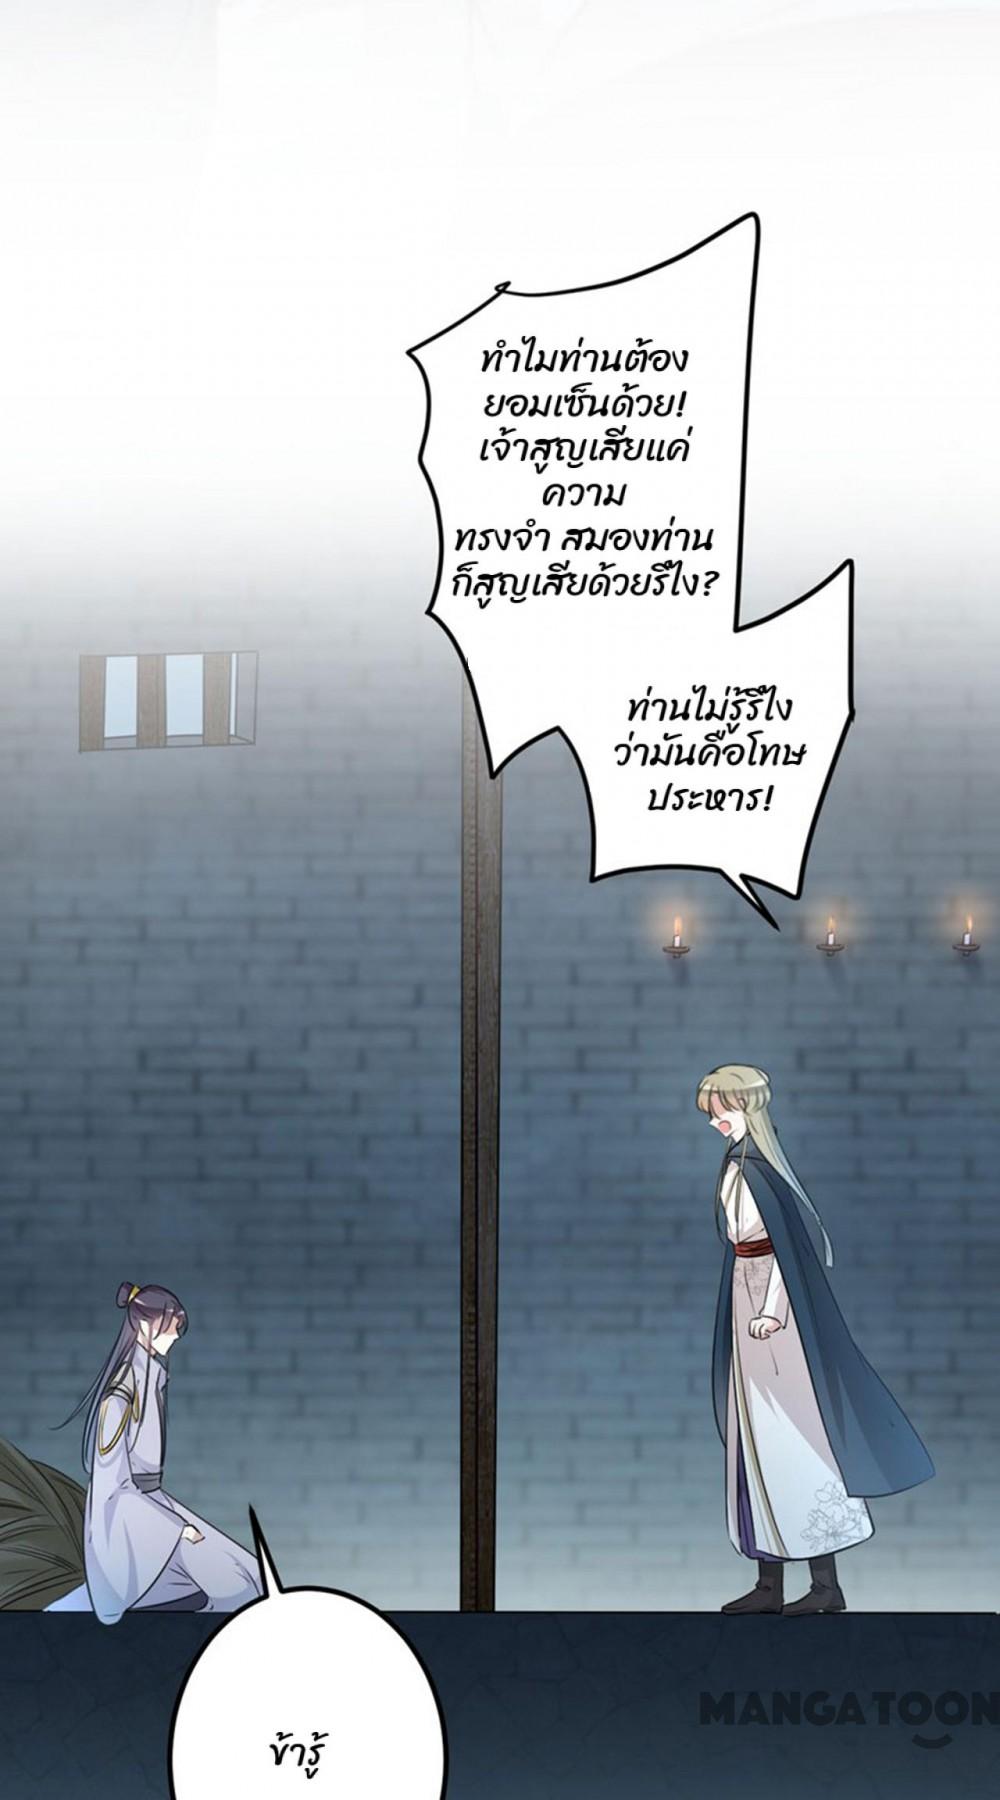 ทำไมท่านต้อง
ยอมเซ็นด้วย!
เจ้าสูญเสียแค่
ความ
ทรงจำ สมองท่าน
ก็สูญเสียด้วยรึไง?
ท่านไม่รู้รึไง
ว่ามันคือโทษ
ประหาร!
ข้ารู้
MANGATOON